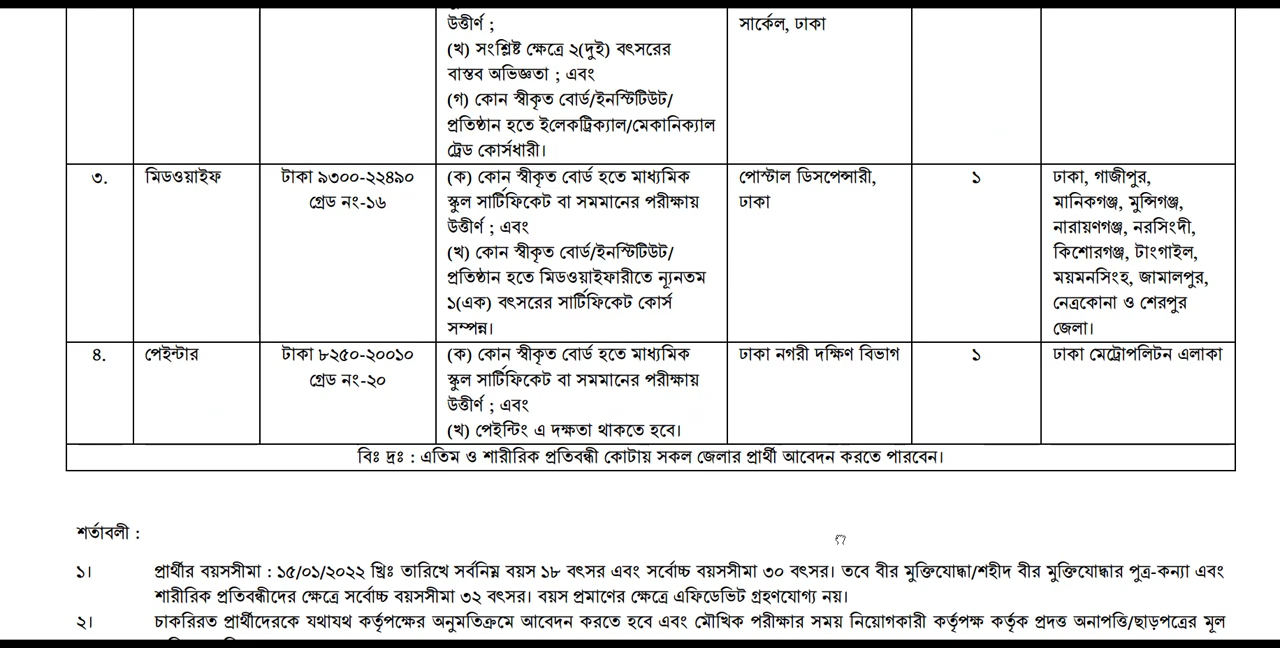 উত্তীর্ণ ;
(খ) সংশ্লিষ্ট ক্ষেত্রে ২(দুই) বৎসরের
বাস্তব অভিজ্ঞতা ; এবং
(গ) কোন স্বীকৃত বোর্ড/ইনস্টিটিউট/
প্রতিষ্ঠান হতে ইলেকট্রিক্যাল/মেকানিক্যাল
ট্রেড কোর্সধারী।
সার্কেল, ঢাকা
৩.
মিডওয়াইফ
টাকা ৯৩০০-২২৪৯০
গ্রেড নং-১৬
(ক) কোন স্বীকৃত বোর্ড হতে মাধ্যমিক
স্কুল সার্টিফিকেট বা সমমানের পরীক্ষায়
উত্তীর্ণ ; এবং
(খ) কোন স্বীকৃত বোর্ড/ইনস্টিটিউট/
প্রতিষ্ঠান হতে মিডওয়াইফারীতে ন্যূনতম
১(এক) বৎসরের সার্টিফিকেট কোর্স
সম্পন্ন।
পোস্টাল ডিসপেন্সারী,
ঢাকা
১
ঢাকা, গাজীপুর,
মানিকগঞ্জ, মুন্সিগঞ্জ,
নারায়ণগঞ্জ, নরসিংদী,
কিশোরগঞ্জ, টাংগাইল,
ময়মনসিংহ, জামালপুর,
নেত্রকোনা ও শেরপুর
জেলা।
৪.
পেইন্টার
টাকা ৮২৫০-২০০১০
গ্রেড নং-২০
(ক) কোন স্বীকৃত বোর্ড হতে মাধ্যমিক
স্কুল সার্টিফিকেট বা সমমানের পরীক্ষায়
উত্তীর্ণ ; এবং
(খ) পেইন্টিং এ দক্ষতা থাকতে হবে।
ঢাকা নগরী দক্ষিণ বিভাগ
১
ঢাকা মেট্রোপলিটন এলাকা
বিঃ দ্রঃ : এতিম ও শারীরিক প্রতিবন্ধী কোটায় সকল জেলার প্রার্থী আবেদন করতে পারবেন।
শর্তাবলী :
১। প্রার্থীর বয়সসীমা : ১৫/০১/২০২২ খ্রিঃ তারিখে সর্বনিম্ন বয়স ১৮ বৎসর এবং সর্বোচ্চ বয়সসীমা ৩০ বৎসর। তবে বীর মুক্তিযোদ্ধা/শহীদ বীর মুক্তিযোদ্ধার পুত্র-কন্যা এবং
শারীরিক প্রতিবন্ধীদের ক্ষেত্রে সর্বোচ্চ বয়সসীমা ৩২ বৎসর। বয়স প্রমাণের ক্ষেত্রে এফিডেভিট গ্রহণযোগ্য নয়।
২। চাকরিরত প্রার্থীদেরকে যথাযথ কর্তৃপক্ষের অনুমতিক্রমে আবেদন করতে হবে এবং মৌখিক পরীক্ষার সময় নিয়োগকারী কর্তৃপক্ষ কর্তৃক প্রদত্ত অনাপত্তি/ছাড়পত্রের মূল